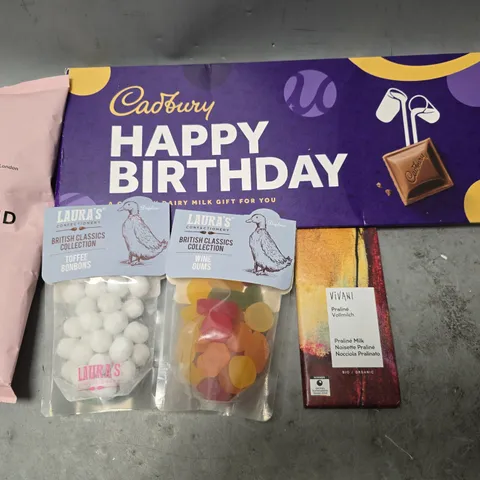 London
D
Cadbury
HAPPY
BIRTHDAY
DAIRY MILK GIFT FOR YOU
LAURA'S
CONFECTIONERY
BRITISH CLASSICS
COLLECTION
TOFFEE
BONBONS
LAURA'S
LAURA'S
CONFECTIONERY
BRITISH CLASSICS
COLLECTION
WINE
GUMS
Cadbury
VIVANI
Praliné
Vollmilch
Praliné Milk
Noisette Praliné
Nocciola Pralinato
BIO / ORGANIC